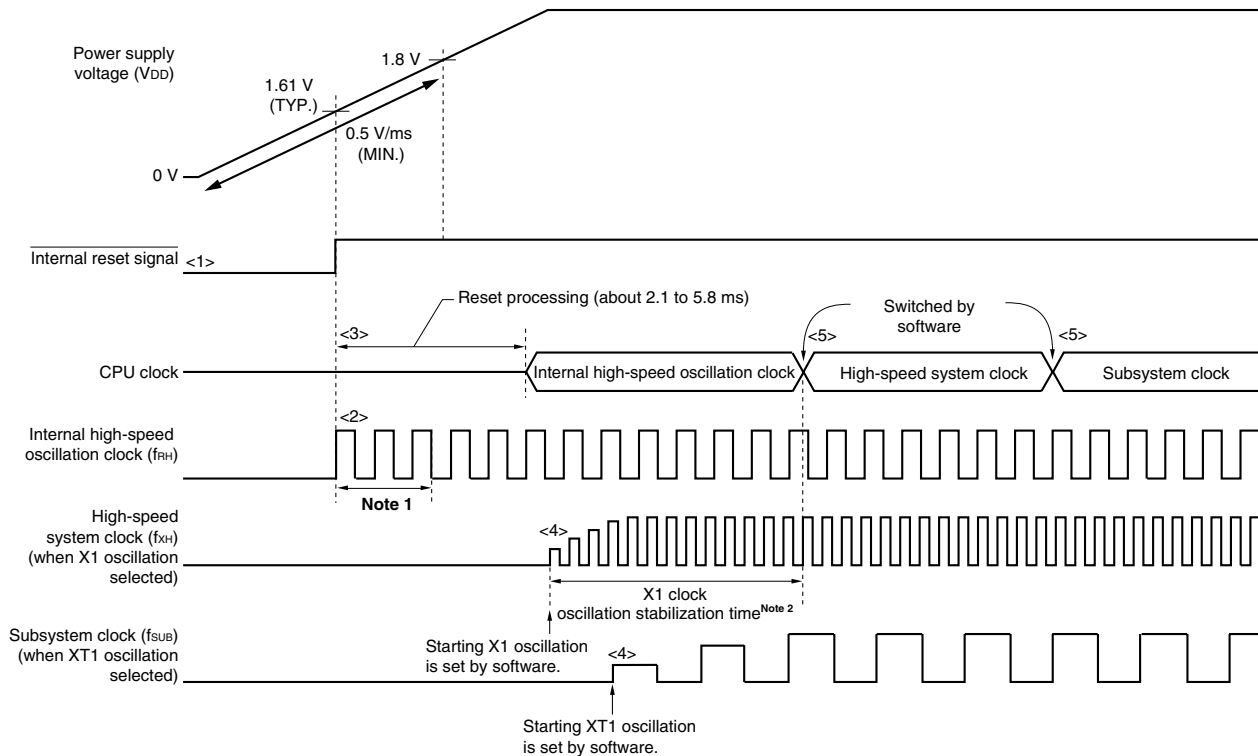 Power supply
voltage (VDD)
1.8 V
1.61 V
(TYP.)
0.5 V/ms
(MIN.)
0 V
Internal reset signal
<1>
Reset processing (about 2.1 to 5.8 ms)
Switched by
software
<3>
<5>
<5>
CPU clock
Internal high-speed oscillation clock
High-speed system clock
Subsystem clock
<2>
Internal high-speed
oscillation clock (fRH)
Note 1
High-speed
system clock (fXH)
(when X1 oscillation
selected)
<4>
X1 clock
oscillation stabilization timeNote 2
Starting X1 oscillation
is set by software.
Subsystem clock (fSUB)
(when XT1 oscillation
selected)
<4>
Starting XT1 oscillation
is set by software.